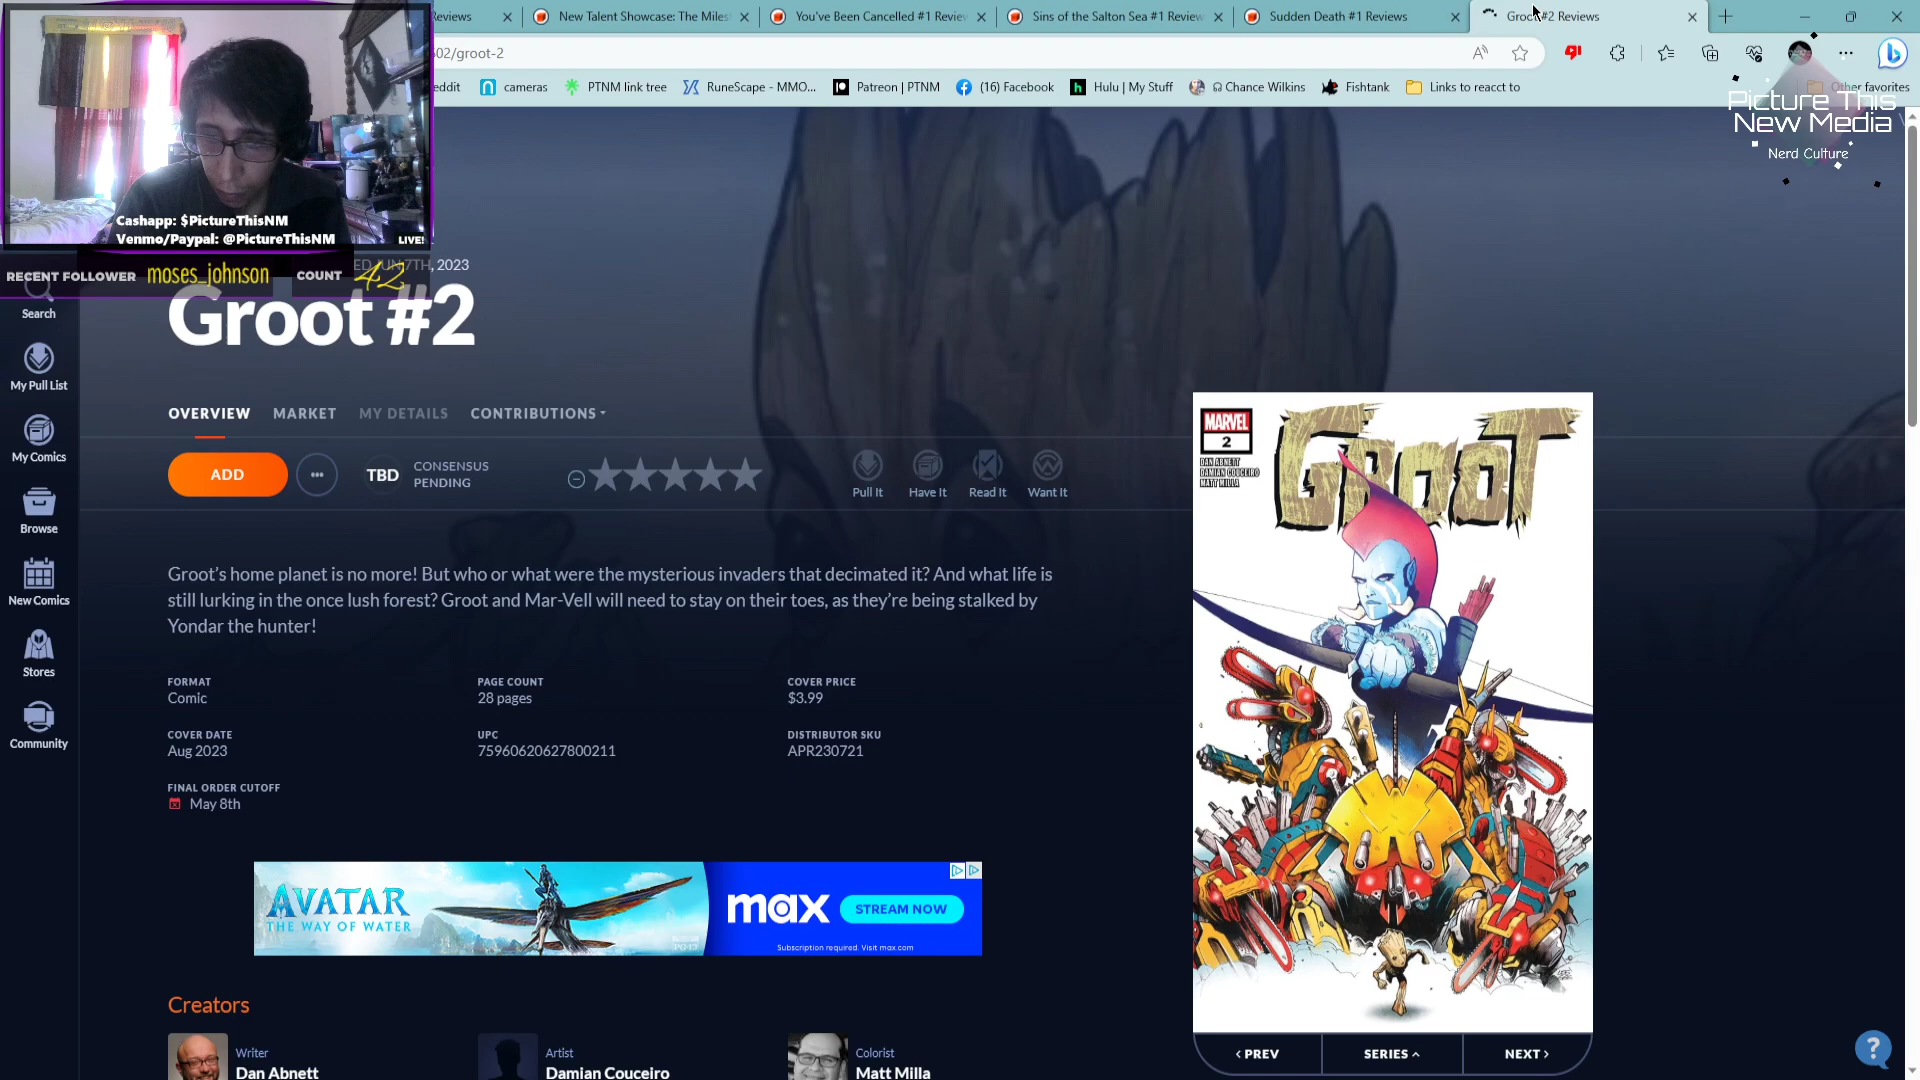 Reviews
New Talent Showcase: The Miles
You've Been Cancelled #1 Review
Sins of the Salton Sea #1 Review
Sudden Death #1 Reviews
Groot #2 Reviews
02/groot-2
eddit
cameras
PTNM link tree
RuneScape - MMO...
Patreon | PTNM
(16) Facebook
Hulu | My Stuff
Chance Wilkins
Fishtank
Links to reacct to
Other favorites
Picture This
New Media
Nerd Culture
Cashapp: $PictureThisNM
Venmo/Paypal: @PictureThisNM
LIVE!
RECENT FOLLOWER moses_johnson COUNT 42
ED JUN 7TH, 2023
Groot #2
Search
My Pull List
My Comics
Browse
New Comics
Stores
Community
OVERVIEW
MARKET
MY DETAILS
CONTRIBUTIONS
ADD
TBD
CONSENSUS
PENDING
Pull It
Have It
Read It
Want It
Groot's home planet is no more! But who or what were the mysterious invaders that decimated it? And what life is
still lurking in the once lush forest? Groot and Mar-Vell will need to stay on their toes, as they're being stalked by
Yondar the hunter!
FORMAT
Comic
PAGE COUNT
28 pages
COVER PRICE
$3.99
COVER DATE
Aug 2023
UPC
75960620627800211
DISTRIBUTOR SKU
APR230721
FINAL ORDER CUTOFF
May 8th
AVATAR
THE WAY OF WATER
max
STREAM NOW
Subscription required. Visit max.com
Creators
Writer
Dan Abnett
Artist
Damian Couceiro
Colorist
Matt Milla
MARVEL
2
DAN ABNETT
DAMIAN COUCEIRO
MATT MILLA
GROOT
PREV
SERIES
NEXT
?